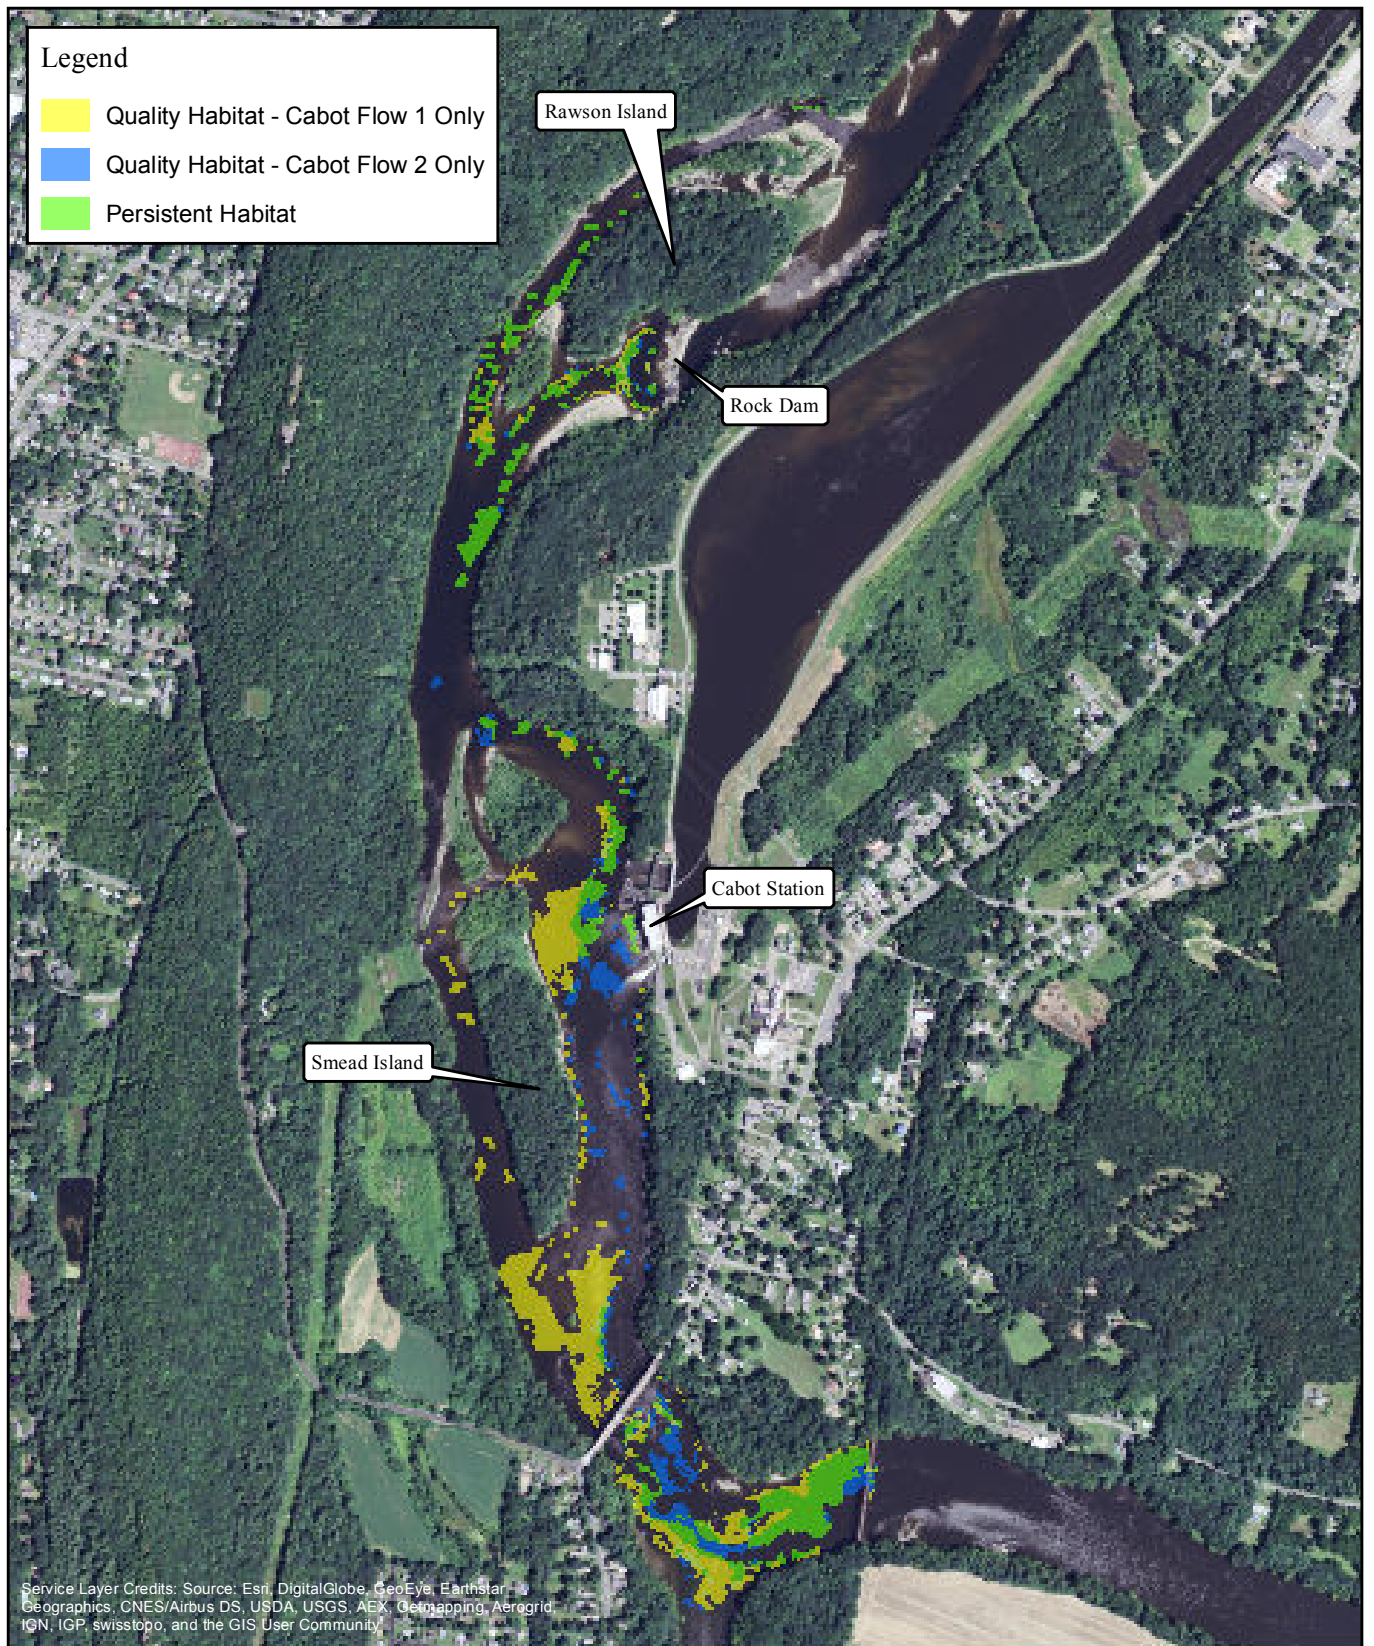 Legend
Quality Habitat - Cabot Flow 1 Only
Quality Habitat - Cabot Flow 2 Only
Persistent Habitat
Rawson Island
Rock Dam
Cabot Station
Smead Island
Service Layer Credits: Source: Esri, DigitalGlobe, GeoEye, Earthstar
Geographics, CNES/Airbus DS, USDA, USGS, AEX, Getmapping, Aerogrid,
IGN, IGP, swisstopo, and the GIS User Community